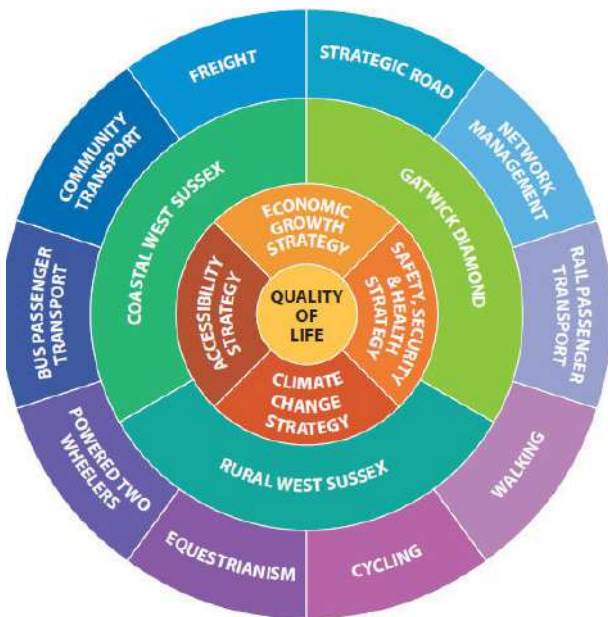 FREIGHT
STRATEGIC ROAD
NETWORK
MANAGEMENT
RAIL PASSENGER
TRANSPORT
WALKING
CYCLING
EQUESTRIANISM
POWERED TWO
WHEELERS
BUS PASSENGER
TRANSPORT
COMMUNITY
TRANSPORT
COASTAL WEST SUSSEX
GATWICK DIAMOND
RURAL WEST SUSSEX
ECONOMIC
GROWTH
STRATEGY
SAFETY, SECURITY
& HEALTH
STRATEGY
CLIMATE
CHANGE
STRATEGY
ACCESSIBILITY
STRATEGY
QUALITY
OF
LIFE